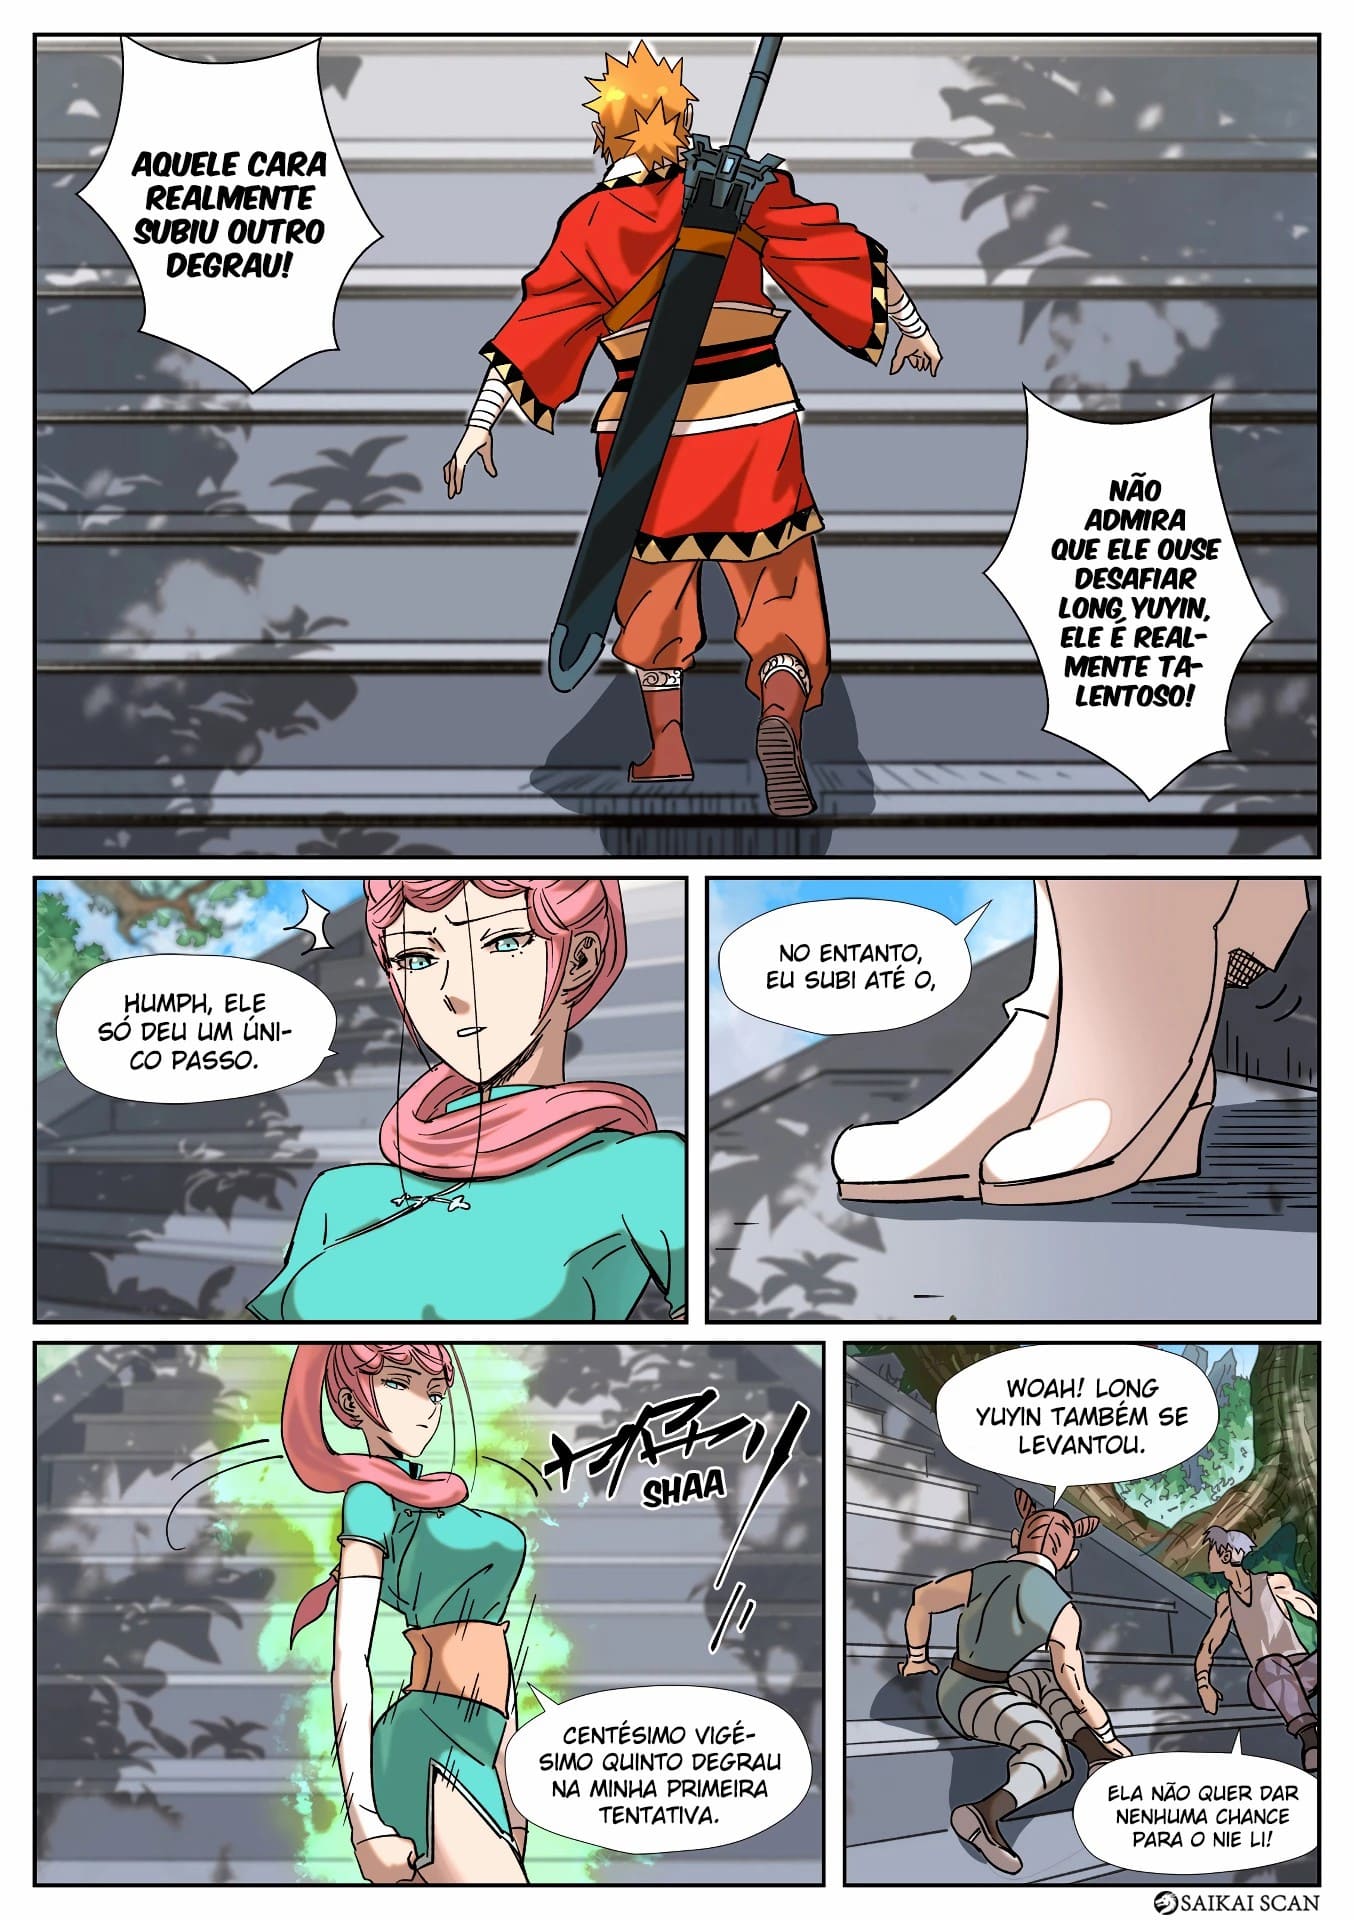 AQUELE CARA
REALMENTE
SUBIU OUTRO
DEGRAU!
NÃO
ADMIRA
QUE ELE OUSE
DESAFIAR
LONG YUYIN,
ELE É REAL-
MENTE TA-
LENTOSO!
HUMPH, ELE
SÓ DEU UM ÚNI-
CO PASSO.
NO ENTANTO,
EU SUBI ATÉ O,
SHAA
CENTÉSIMO VIGÉ-
SIMO QUINTO DEGRAU
NA MINHA PRIMEIRA
TENTATIVA.
WOAH! LONG
YUYIN TAMBÉM SE
LEVANTOU.
ELA NÃO QUER DAR
NENHUMA CHANCE
PARA O NIE LI!
SAIKAI SCAN